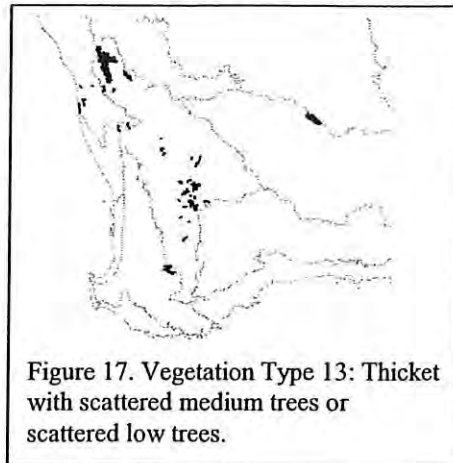 Figure 17. Vegetation Type 13: Thicket
with scattered medium trees or
scattered low trees.